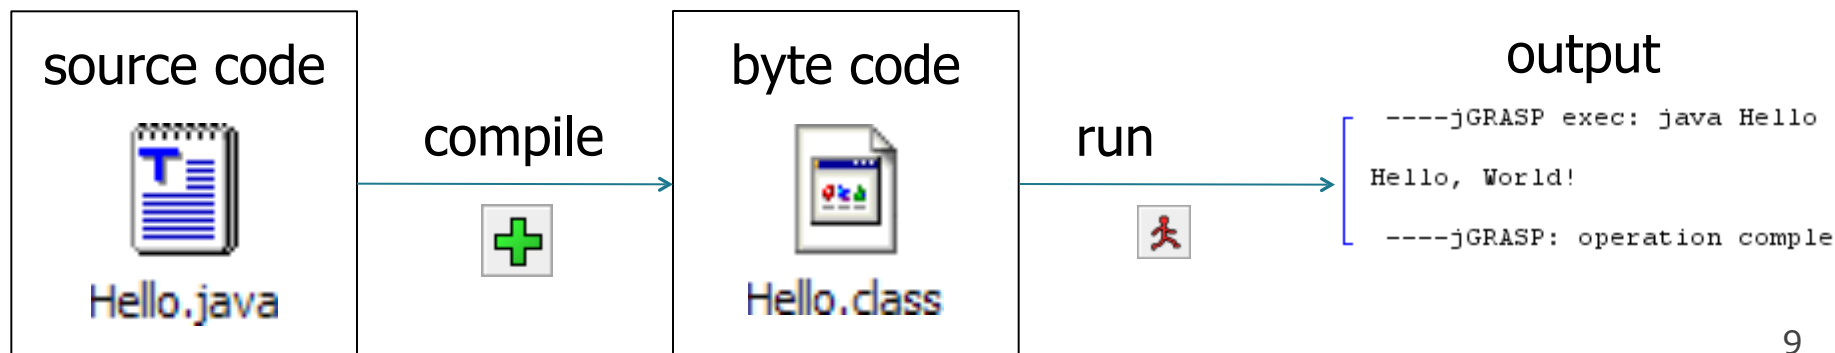 source code
Hello.java
compile
byte code
Hello.class
run
output
----jGRASP exec: java Hello
Hello, World!
----jGRASP: operation comple
9